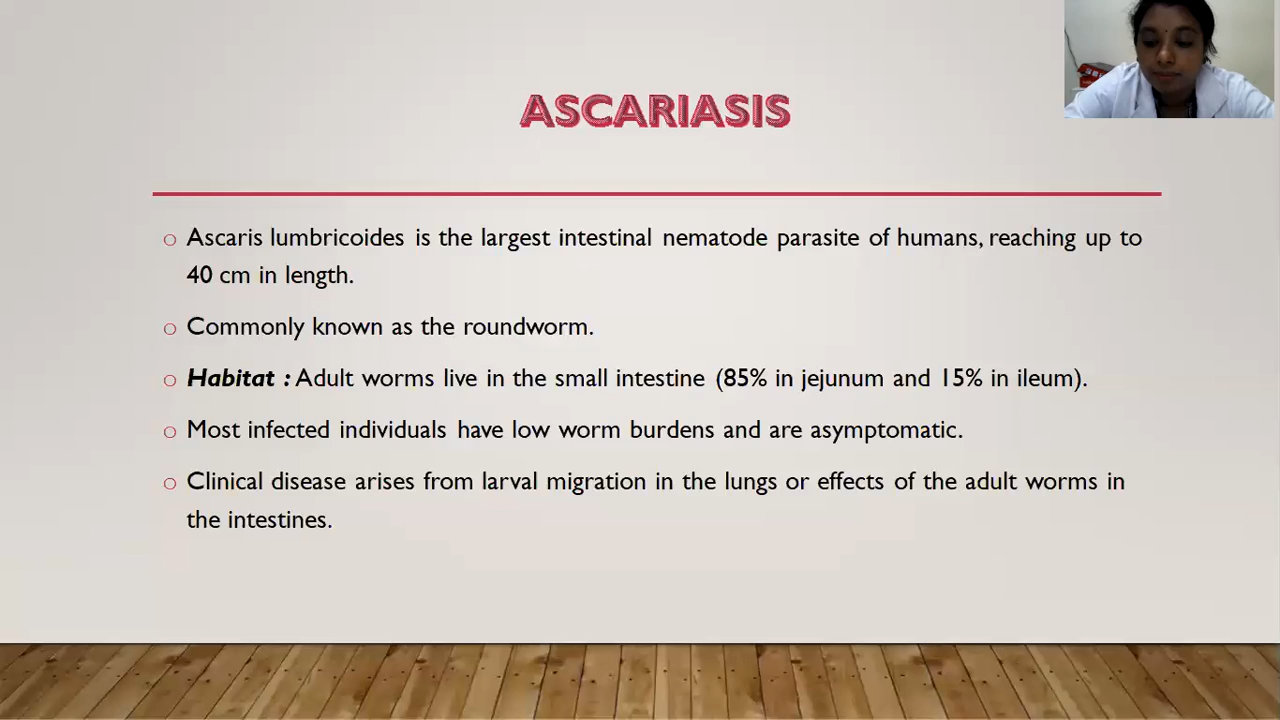 ASCARIASIS
Ascaris lumbricoides is the largest intestinal nematode parasite of humans, reaching up to
40 cm in length.
Commonly known as the roundworm.
Habitat : Adult worms live in the small intestine (85% in jejunum and 15% in ileum).
Most infected individuals have low worm burdens and are asymptomatic.
Clinical disease arises from larval migration in the lungs or effects of the adult worms in
the intestines.